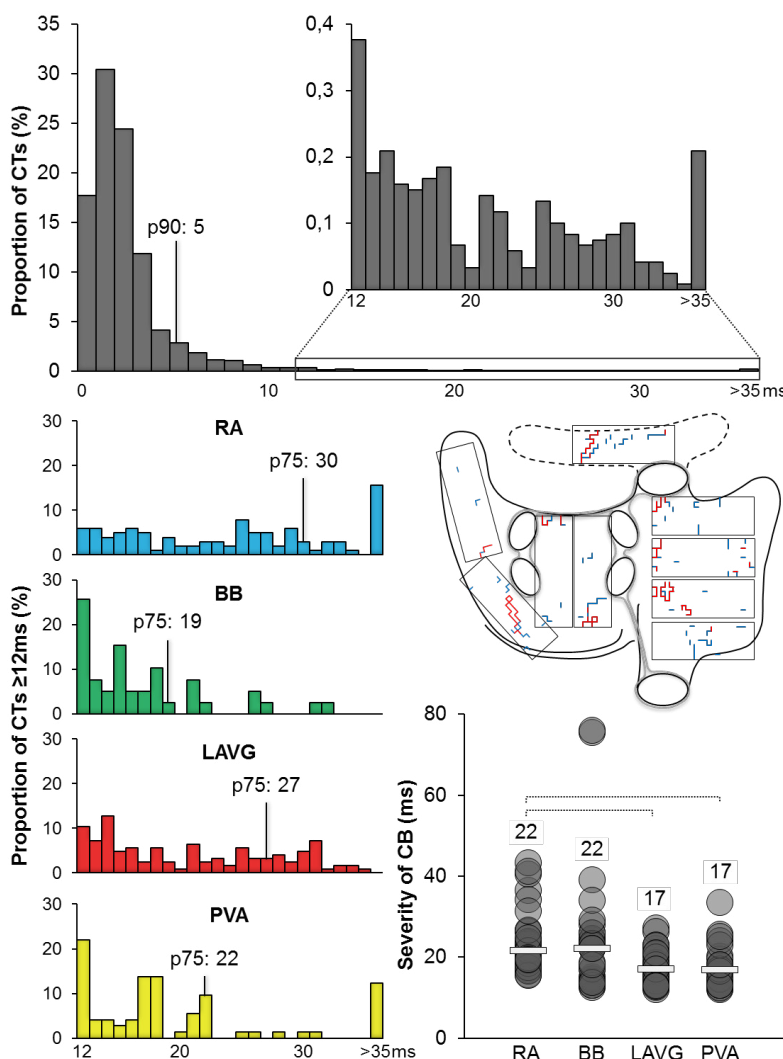 Proportion of CTs (%)
35
30
25
20
15
10
5
0
p90: 5
0 10 20 30 >35 ms
0,4
0,3
0,2
0,1
0
12 20 30 >35
Proportion of CTs ≥12ms (%)
RA
30
20
10
0
p75: 30
BB
30
20
10
0
p75: 19
LAVG
30
20
10
0
p75: 27
PVA
30
20
10
0
p75: 22
12 20 30 >35ms
Severity of CB (ms)
80
60
40
20
0
22
22
17
17
RA BB LAVG PVA